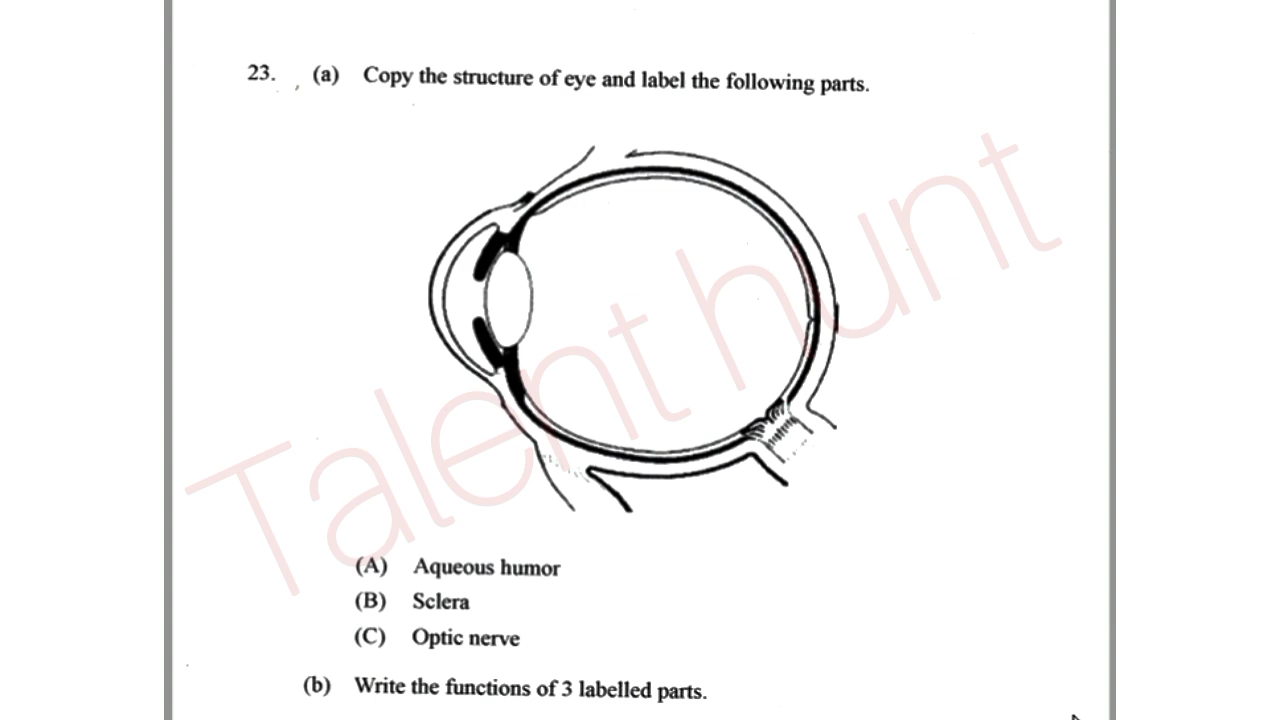 23. (a) Copy the structure of eye and label the following parts.
Talent hunt
(A) Aqueous humor
(B) Sclera
(C) Optic nerve
(b) Write the functions of 3 labelled parts.